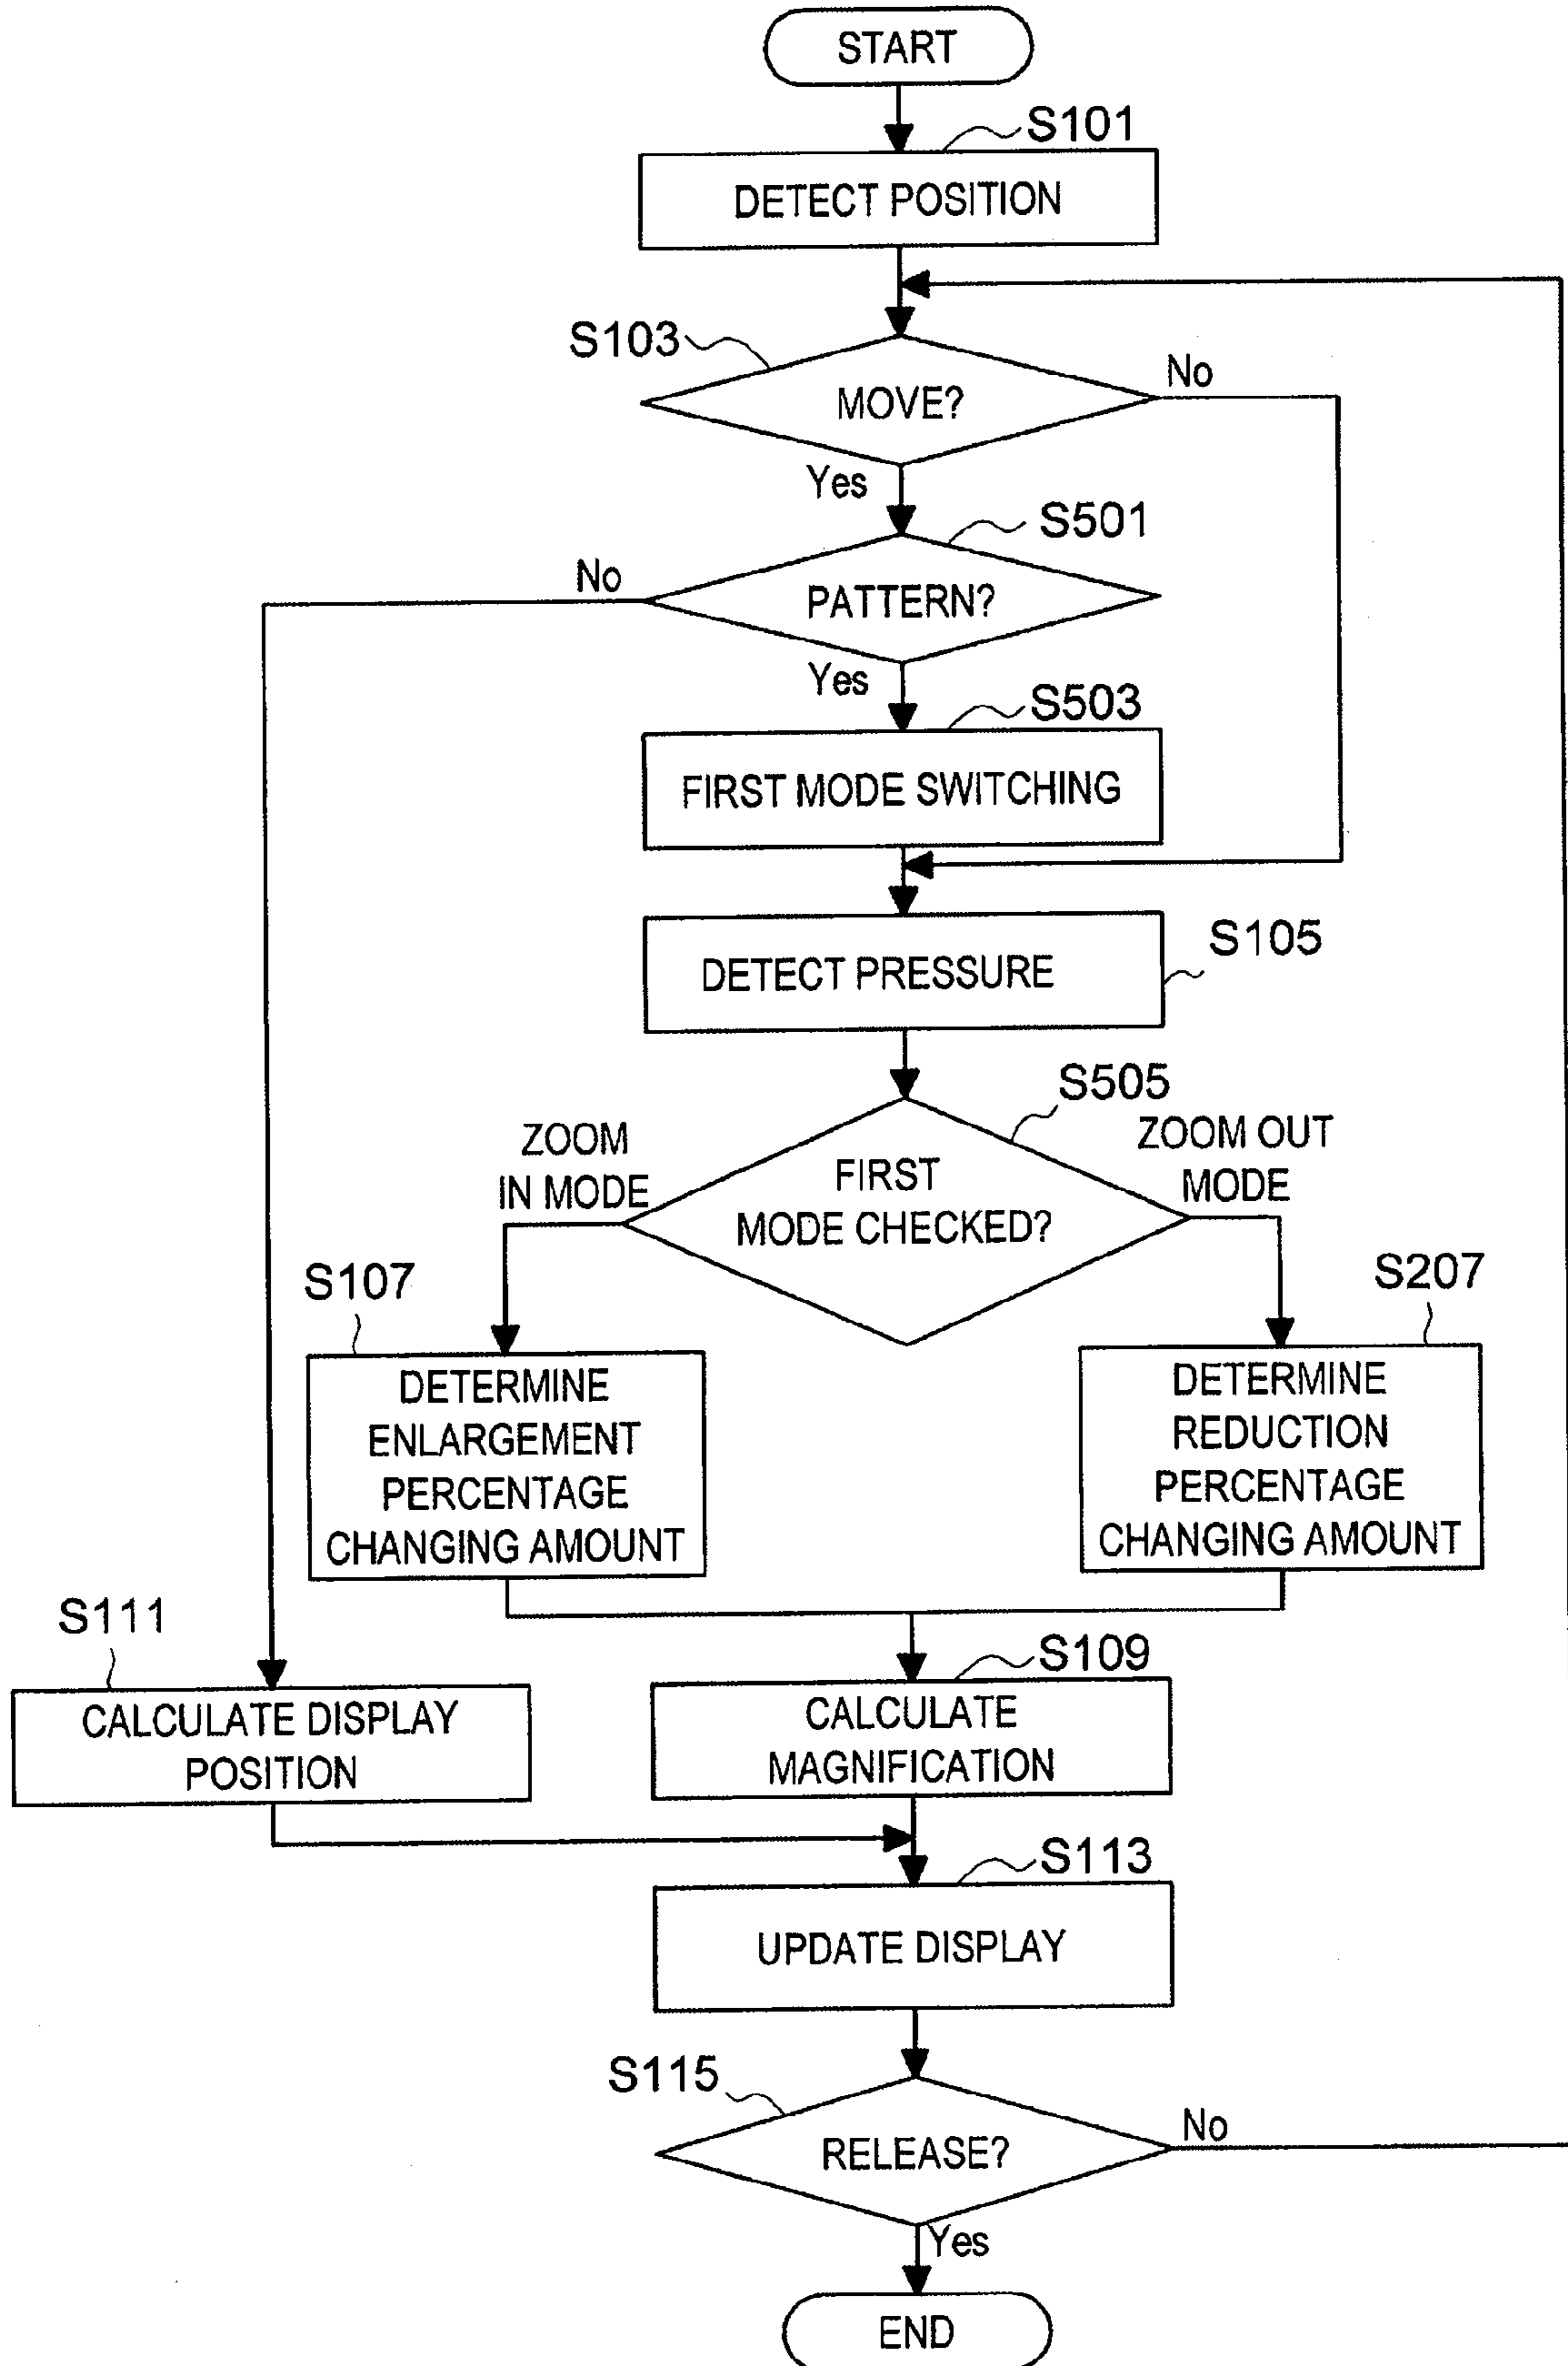 START
S101
DETECT POSITION
S103
MOVE?
No
Yes
S501
No
PATTERN?
Yes
S503
FIRST MODE SWITCHING
DETECT PRESSURE
S105
S505
ZOOM
IN MODE
FIRST
MODE CHECKED?
ZOOM OUT
MODE
S107
S207
DETERMINE
ENLARGEMENT
PERCENTAGE
CHANGING AMOUNT
DETERMINE
REDUCTION
PERCENTAGE
CHANGING AMOUNT
S111
CALCULATE DISPLAY
POSITION
S109
CALCULATE
MAGNIFICATION
S113
UPDATE DISPLAY
S115
RELEASE?
No
Yes
END